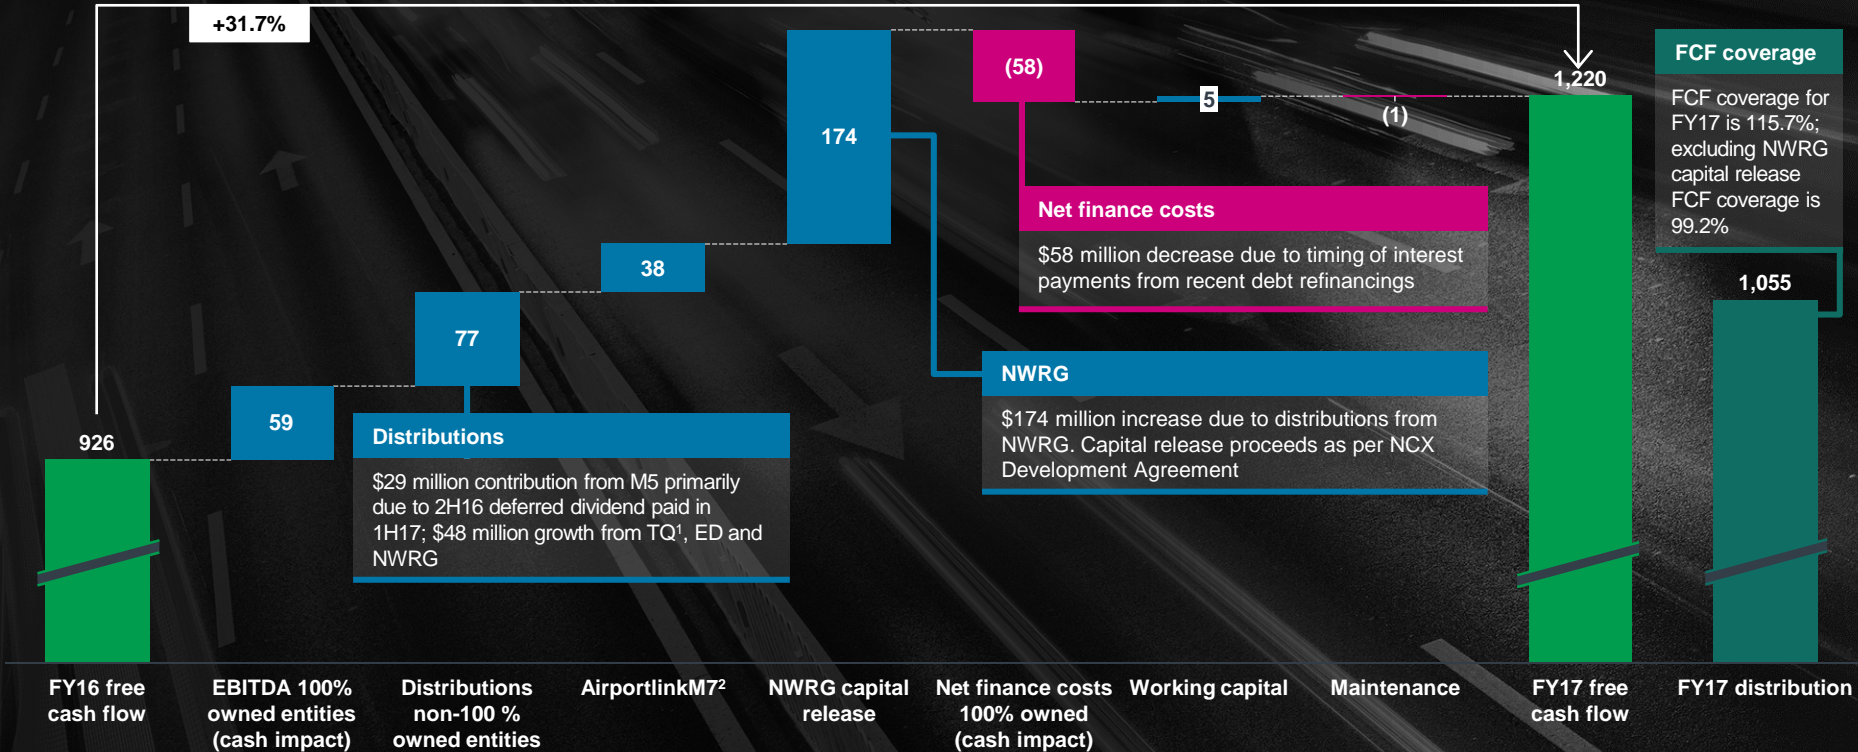 +31.7%
926
59
77
38
174
(58)
5
(1)
1,220
1,055
Distributions
$29 million contribution from M5 primarily
due to 2H16 deferred dividend paid in
1H17; $48 million growth from TQ¹, ED and
NWRG
Net finance costs
$58 million decrease due to timing of interest
payments from recent debt refinancings
NWRG
$174 million increase due to distributions from
NWRG. Capital release proceeds as per NCX
Development Agreement
FCF coverage
FCF coverage for
FY17 is 115.7%;
excluding NWRG
capital release
FCF coverage is
99.2%
FY16 free
cash flow
EBITDA 100%
owned entities
(cash impact)
Distributions
non-100 %
owned entities
AirportlinkM7²
NWRG capital
release
Net finance costs
100% owned
(cash impact)
Working capital
Maintenance
FY17 free
cash flow
FY17 distribution